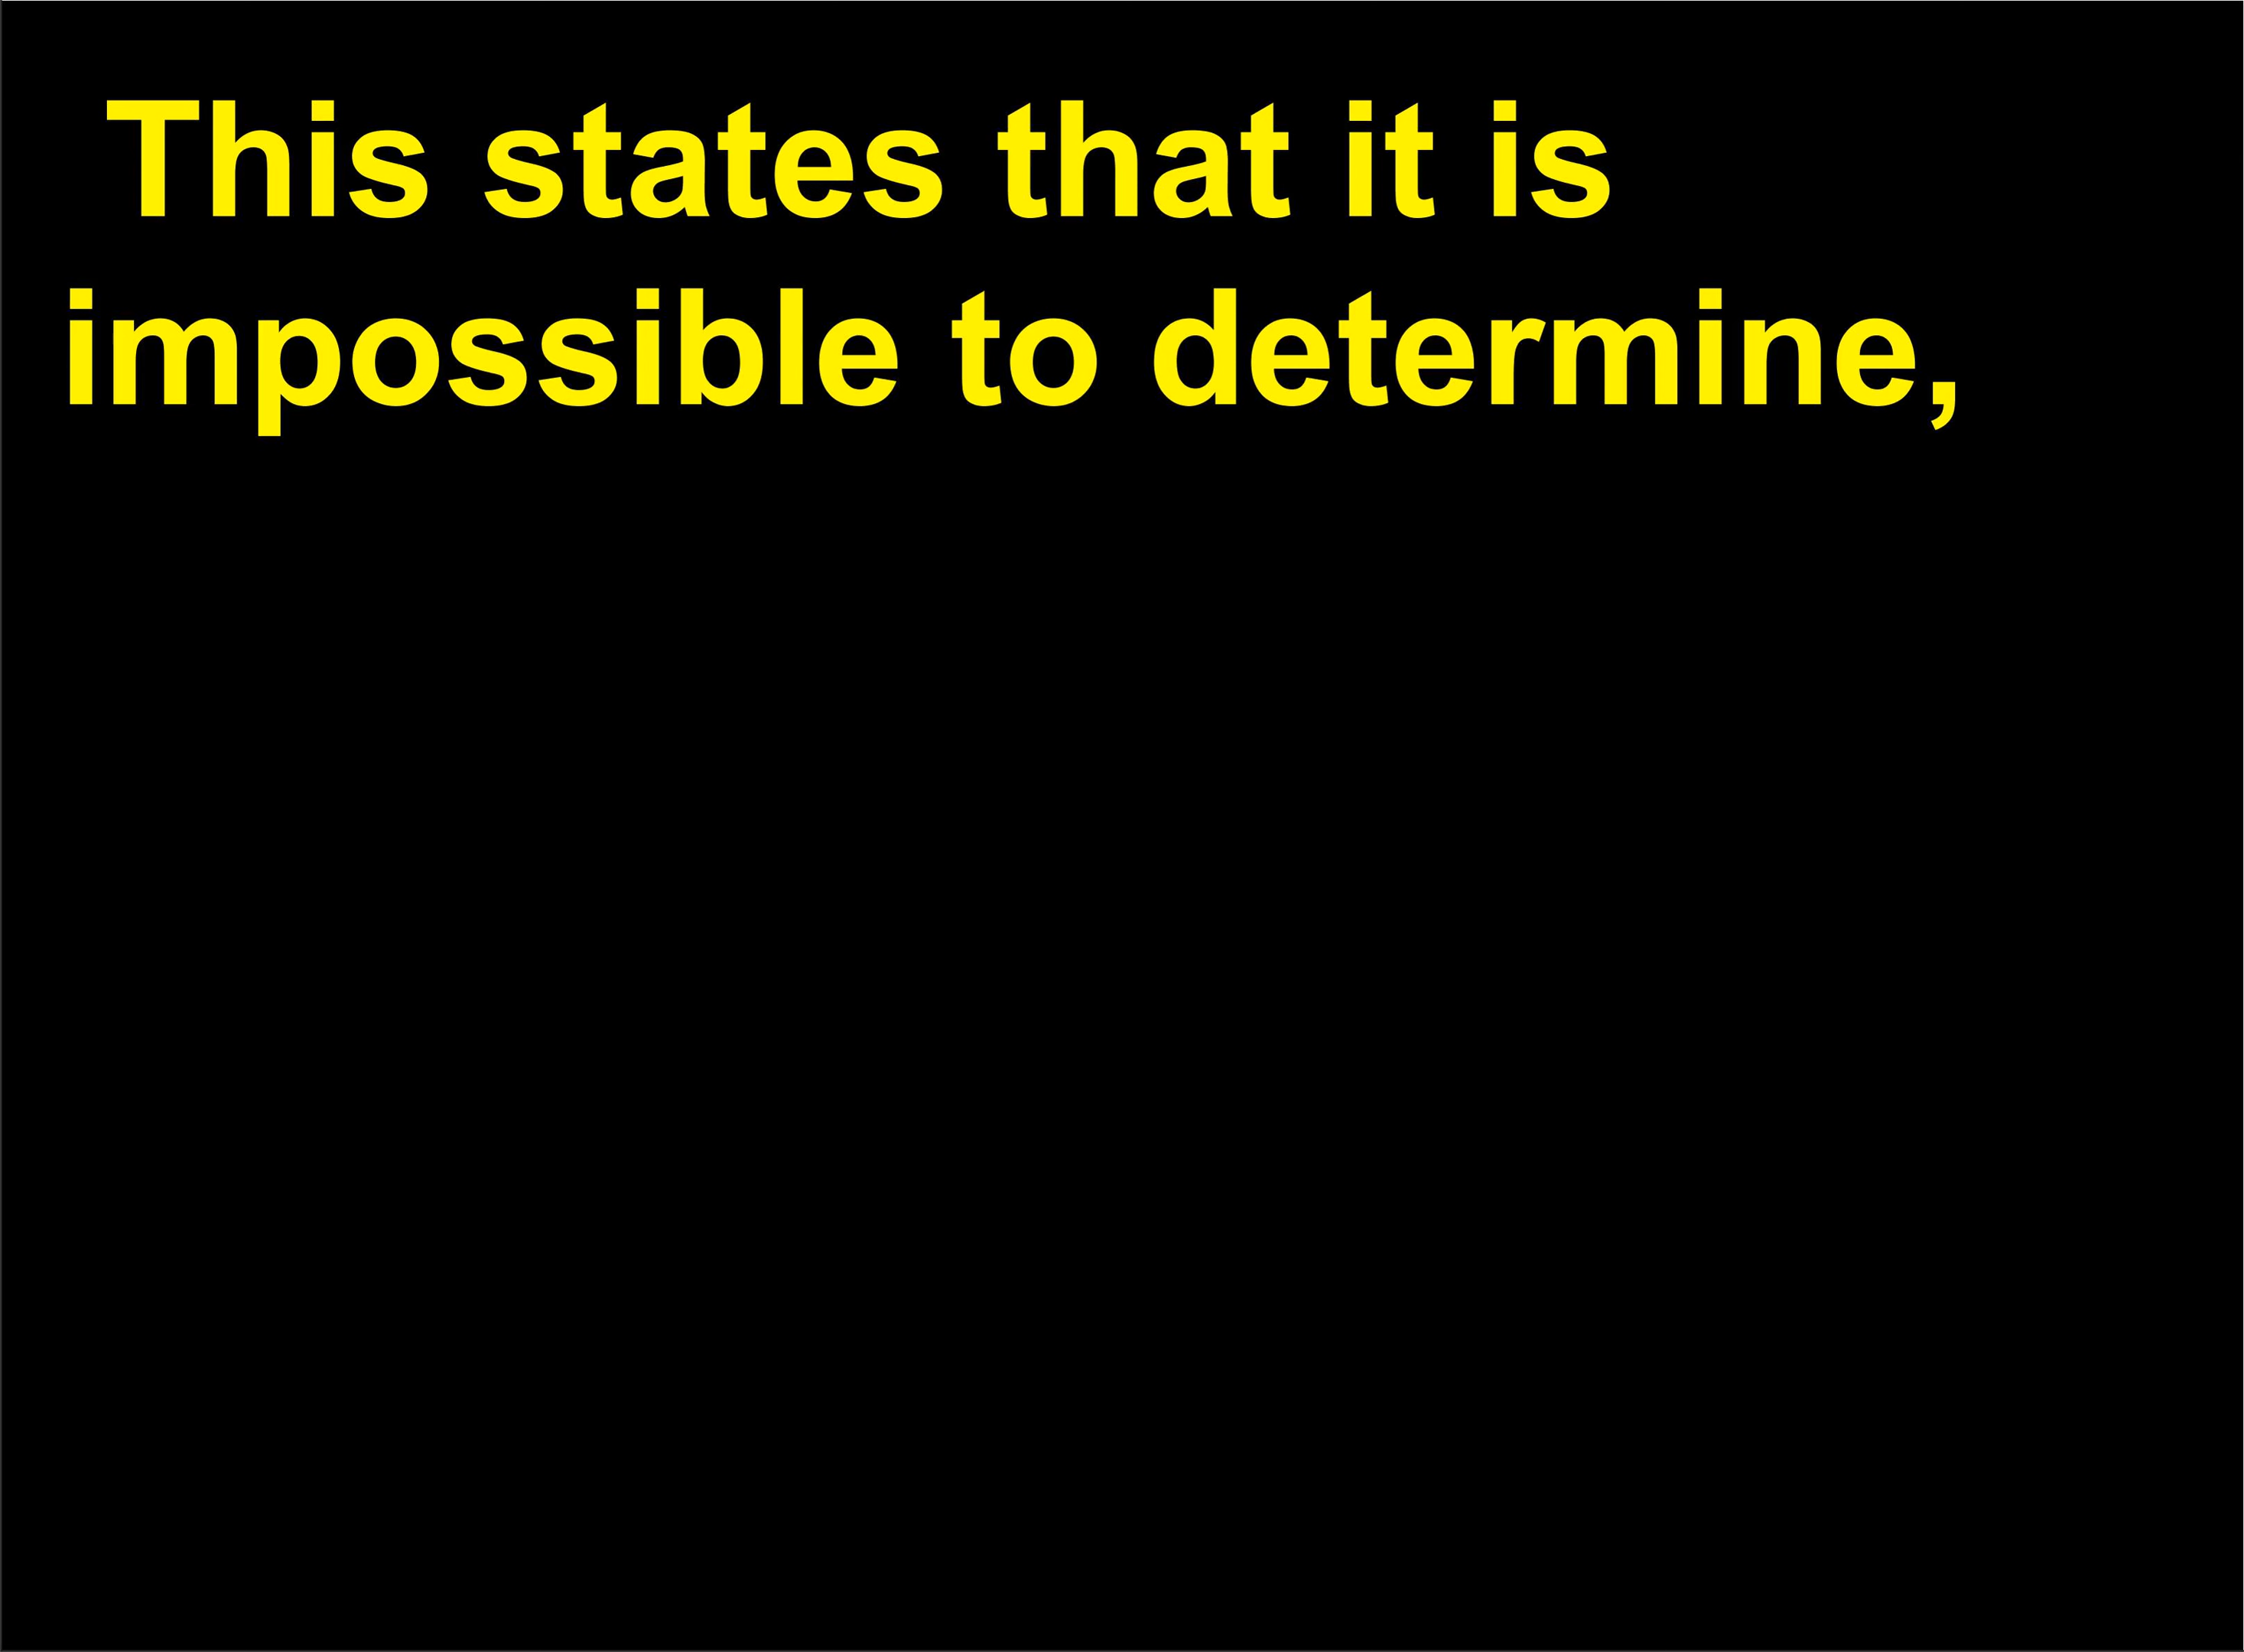 This states that it is
impossible to determine,